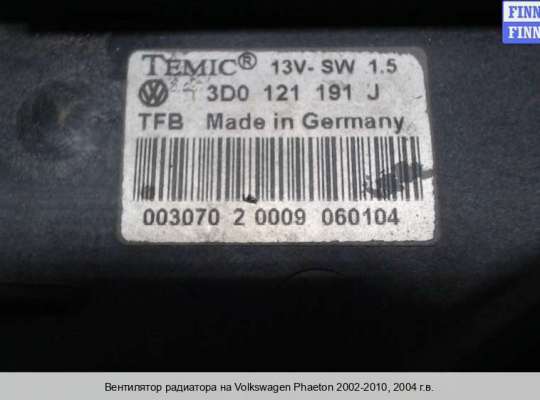 FINN
FINN
TEMIC® 13V- SW 1.5
3D0 121 191 J
TFB Made in Germany
003070 2 0009 060104
Вентилятор радиатора на Volkswagen Phaeton 2002-2010, 2004 г.в.